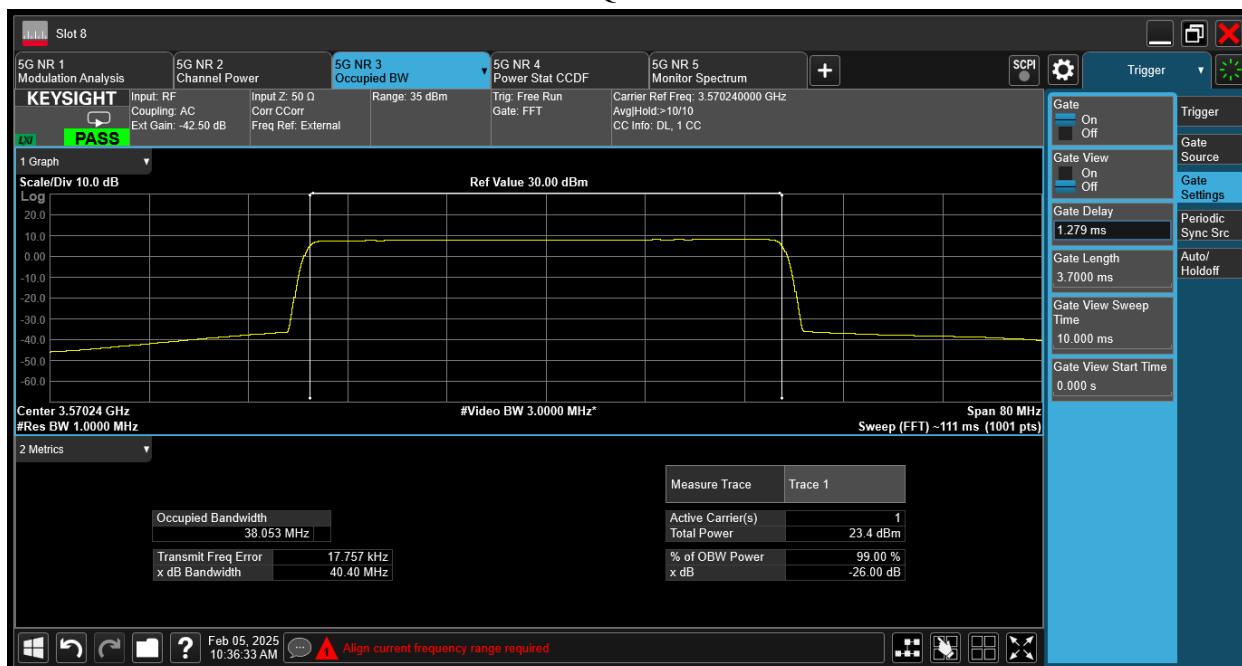 Slot 8
5G NR 1
Modulation Analysis
5G NR 2
Channel Power
5G NR 3
Occupied BW
5G NR 4
Power Stat CCDF
5G NR 5
Monitor Spectrum
+
SCPI
Trigger
KEYSIGHT
LXI
PASS
Input: RF
Coupling: AC
Ext Gain: -42.50 dB
Input Z: 50 Ω
Corr CCorr
Freq Ref: External
Range: 35 dBm
Trig: Free Run
Gate: FFT
Carrier Ref Freq: 3.570240000 GHz
Avg|Hold:>10/10
CC Info: DL, 1 CC
1 Graph
Scale/Div 10.0 dB
Ref Value 30.00 dBm
Log
20.0
10.0
0.00
-10.0
-20.0
-30.0
-40.0
-50.0
-60.0
Center 3.57024 GHz
#Video BW 3.0000 MHz*
Span 80 MHz
#Res BW 1.0000 MHz
Sweep (FFT) ~111 ms (1001 pts)
2 Metrics
Measure Trace Trace 1
Occupied Bandwidth
38.053 MHz
Active Carrier(s) 1
Total Power 23.4 dBm
Transmit Freq Error 17.757 kHz
x dB Bandwidth 40.40 MHz
% of OBW Power 99.00 %
x dB -26.00 dB
Gate
On
Off
Gate View
On
Off
Gate Delay
1.279 ms
Gate Length
3.7000 ms
Gate View Sweep
Time
10.000 ms
Gate View Start Time
0.000 s
Trigger
Gate
Source
Gate
Settings
Periodic
Sync Src
Auto/
Holdoff
?
Feb 05, 2025
10:36:33 AM
1
Align current frequency range required